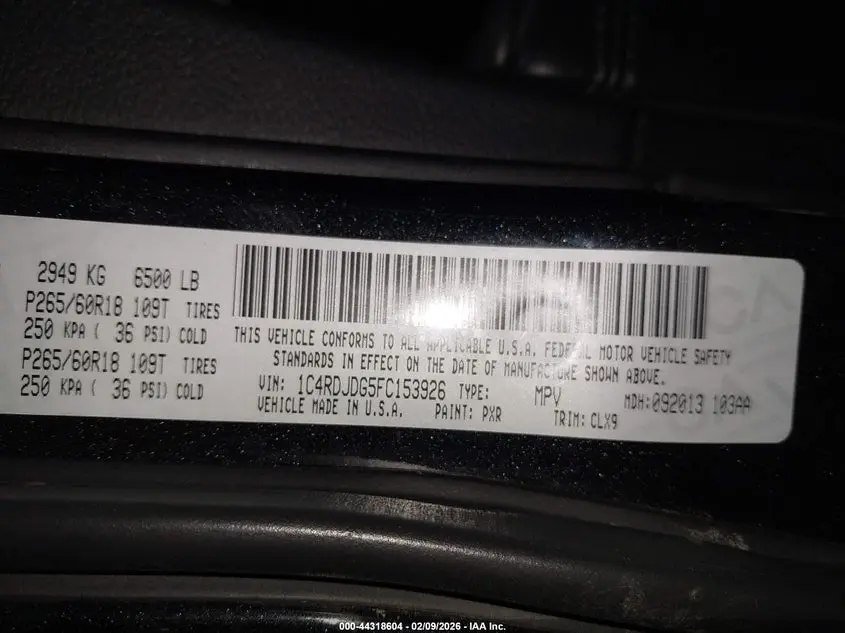 2949 KG 6500 LB
P265/60R18 109T TIRES
250 KPA ( 36 PSI) COLD
P265/60R18 109T TIRES
250 KPA ( 36 PSI) COLD
THIS VEHICLE CONFORMS TO ALL APPLICABLE U.S.A. FEDERAL MOTOR VEHICLE SAFETY
STANDARDS IN EFFECT ON THE DATE OF MANUFACTURE SHOWN ABOVE.
VIN: 1C4RDJDG5FC153926 TYPE: MPV MDH:092013 103AA
VEHICLE MADE IN U.S.A. PAINT: PXR TRIM: CLX9
000-44318604 - 02/09/2026 - IAA Inc.